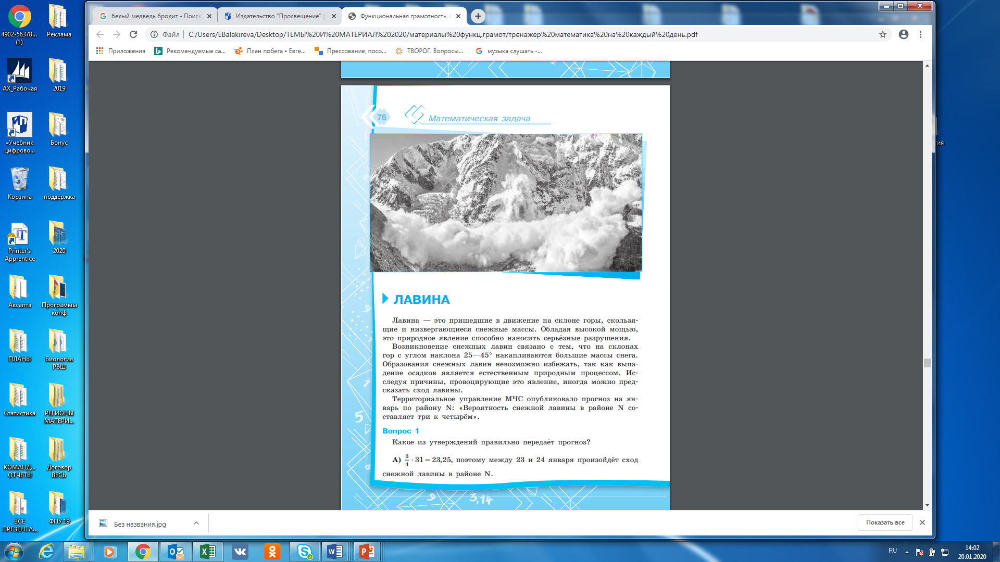 белый медведь бродит - Поиск
Издательство "Просвещение" |
Функциональная грамотность.
Файл | C:/Users/EBalakireva/Desktop/ТЕМЫ%20И%20МАТЕРИАЛ%202020/материалы%20функц.грамот/тренажер%20математика%20на%20каждый%20день.pdf
Приложения
Рекомендуемые са...
План побега • Евге...
Прессование, посо...
ТВОРОГ. Вопросы...
музыка слушать -...
4902-56378...
(1)
Реклама
АХ_Рабочая
2019
«Учебник
цифрово...
Бонус
Корзина
поддержка
Printer's
Apprentice
2020
Аксапта
Программы
конф
ПЛАНЫ
Биология
РЭШ
Статистика
РЕГИОНЫ
МАТЕРИ...
КОМАНД...
ОТЧЕТЫ
Договор
ВЕСЬ
ВСЕ
ПРЕЗЕНТА...
ФПУ 19
76
Математическая задача
ЛАВИНА
Лавина — это пришедшие в движение на склоне горы, скользя-
щие и низвергающиеся снежные массы. Обладая высокой мощью,
это природное явление способно наносить серьёзные разрушения.
Возникновение снежных лавин связано с тем, что на склонах
гор с углом наклона 25—45° накапливаются большие массы снега.
Образования снежных лавин невозможно избежать, так как выпа-
дение осадков является естественным природным процессом. Ис-
следуя причины, провоцирующие это явление, иногда можно пред-
сказать сход лавины.
Территориальное управление МЧС опубликовало прогноз на ян-
варь по району N: «Вероятность снежной лавины в районе N со-
ставляет три к четырём».
Вопрос 1
Какое из утверждений правильно передаёт прогноз?
А) 3/4 · 31 = 23,25, поэтому между 23 и 24 января произойдёт сход
снежной лавины в районе N.
5
9
3,14
Без названия.jpg
Показать все
RU
14:02
20.01.2020